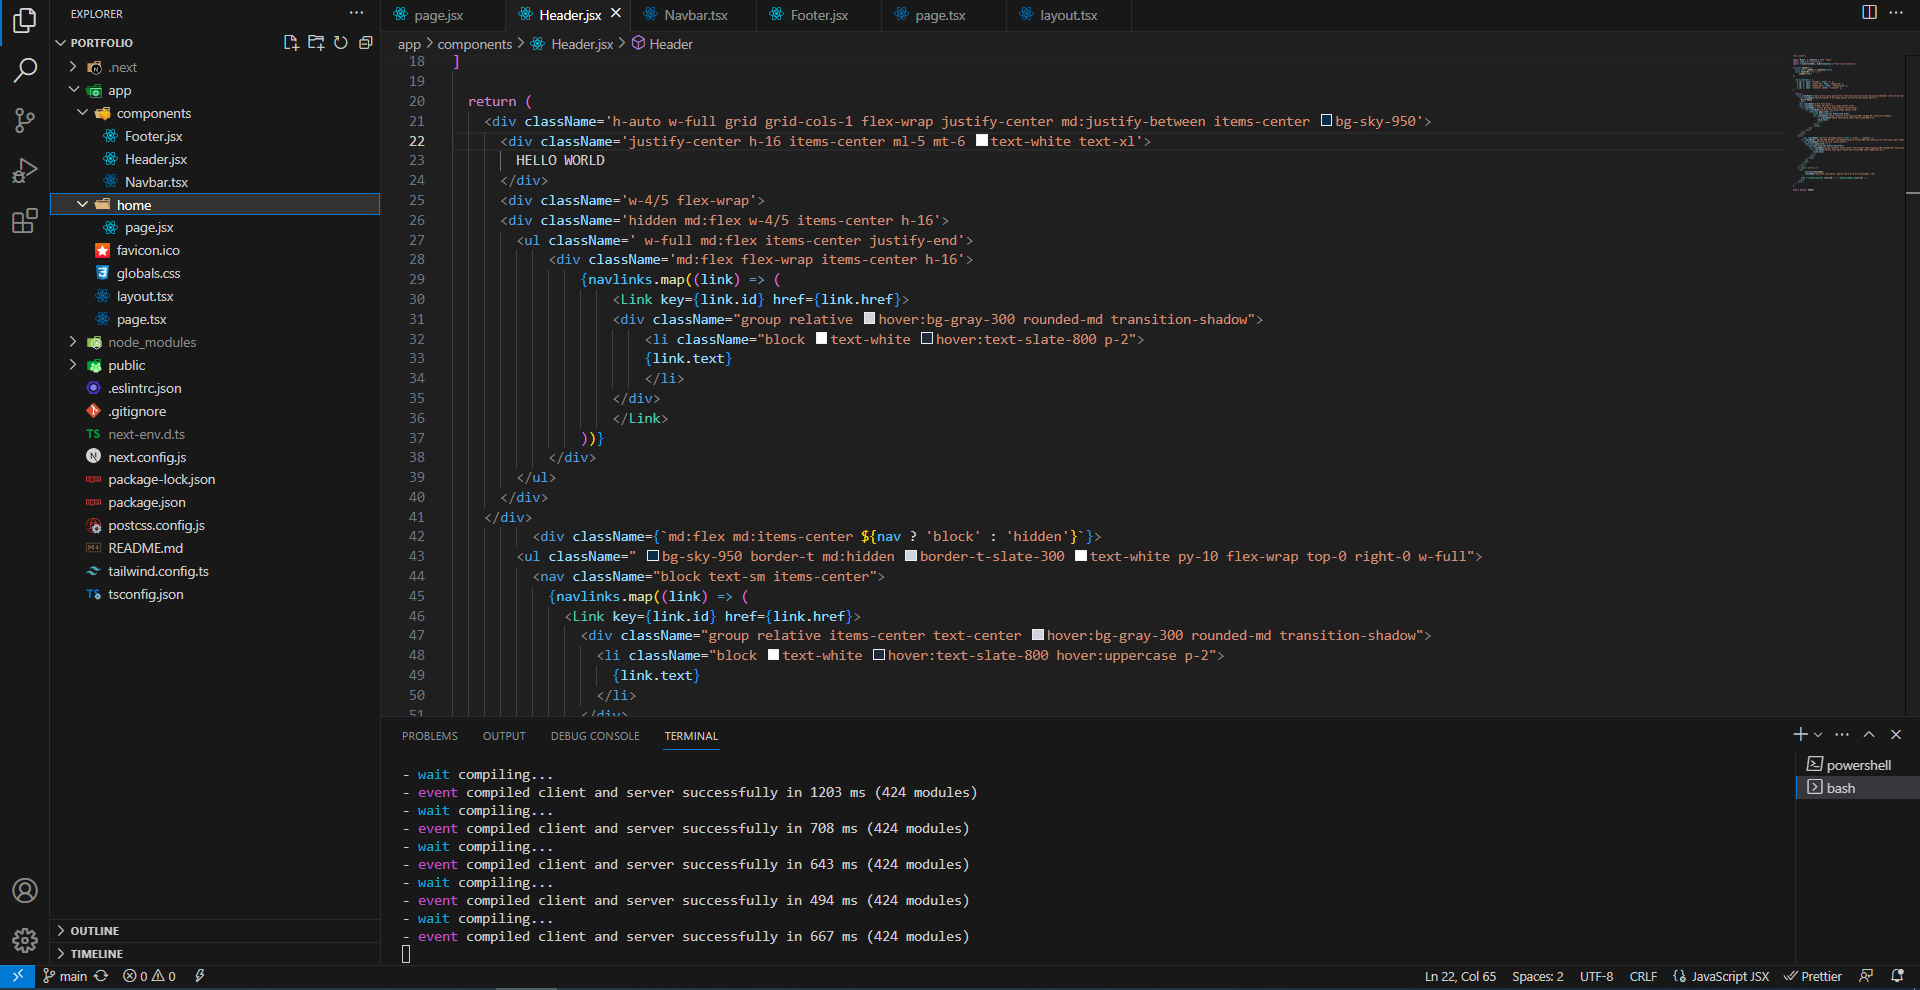 EXPLORER
PORTFOLIO
.next
app
components
Footer.jsx
Header.jsx
Navbar.tsx
home
page.jsx
favicon.ico
globals.css
layout.tsx
page.tsx
node_modules
public
.eslintrc.json
.gitignore
TS next-env.d.ts
next.config.js
package-lock.json
package.json
postcss.config.js
README.md
tailwind.config.ts
TS tsconfig.json
OUTLINE
TIMELINE
page.jsx Header.jsx Navbar.tsx Footer.jsx page.tsx layout.tsx
app > components > Header.jsx > Header
18 ]
19
20 return (
21 <div className='h-auto w-full grid grid-cols-1 flex-wrap justify-center md:justify-between items-center bg-sky-950'>
22 <div className='justify-center h-16 items-center ml-5 mt-6 text-white text-xl'>
23 HELLO WORLD
24 </div>
25 <div className='w-4/5 flex-wrap'>
26 <div className='hidden md:flex w-4/5 items-center h-16'>
27 <ul className=' w-full md:flex items-center justify-end'>
28 <div className='md:flex flex-wrap items-center h-16'>
29 {navlinks.map((link) => (
30 <Link key={link.id} href={link.href}>
31 <div className="group relative hover:bg-gray-300 rounded-md transition-shadow">
32 <li className="block text-white hover:text-slate-800 p-2">
33 {link.text}
34 </li>
35 </div>
36 </Link>
37 ))}
38 </div>
39 </ul>
40 </div>
41 </div>
42 <div className={`md:flex md:items-center ${nav ? 'block' : 'hidden'}`}>
43 <ul className=" bg-sky-950 border-t md:hidden border-t-slate-300 text-white py-10 flex-wrap top-0 right-0 w-full">
44 <nav className="block text-sm items-center">
45 {navlinks.map((link) => (
46 <Link key={link.id} href={link.href}>
47 <div className="group relative items-center text-center hover:bg-gray-300 rounded-md transition-shadow">
48 <li className="block text-white hover:text-slate-800 hover:uppercase p-2">
49 {link.text}
50 </li>
51 </div>
PROBLEMS OUTPUT DEBUG CONSOLE TERMINAL
- wait compiling...
- event compiled client and server successfully in 1203 ms (424 modules)
- wait compiling...
- event compiled client and server successfully in 708 ms (424 modules)
- wait compiling...
- event compiled client and server successfully in 643 ms (424 modules)
- wait compiling...
- event compiled client and server successfully in 494 ms (424 modules)
- wait compiling...
- event compiled client and server successfully in 667 ms (424 modules)
powershell
bash
main 0 0 Ln 22, Col 65 Spaces: 2 UTF-8 CRLF {} JavaScript JSX Prettier